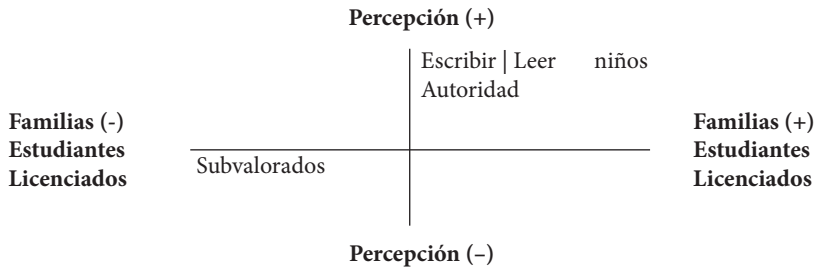 Percepción (+)
Escribir | Leer niños
Autoridad
Familias (-)
Estudiantes
Licenciados
Familias (+)
Estudiantes
Licenciados
Subvalorados
Percepción (–)